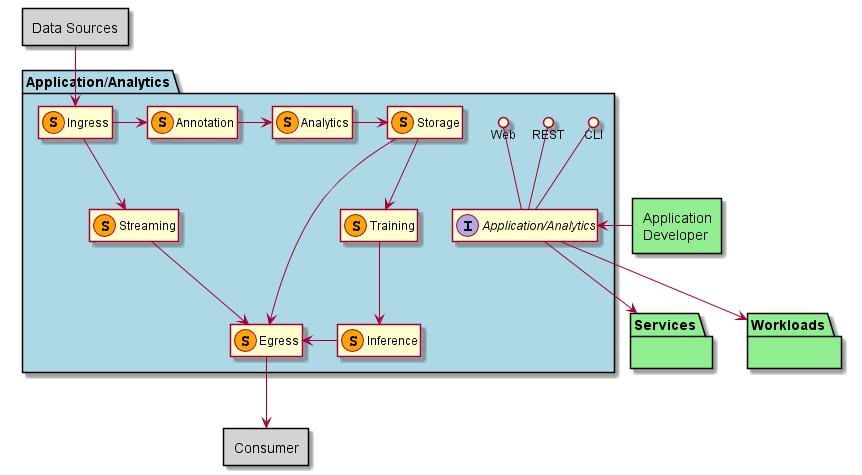 Data Sources
Application/Analytics
S Ingress
S Annotation
S Analytics
S Storage
Web
REST
CLI
S Streaming
S Training
I Application/Analytics
Application
Developer
Services
Workloads
S Egress
S Inference
Consumer